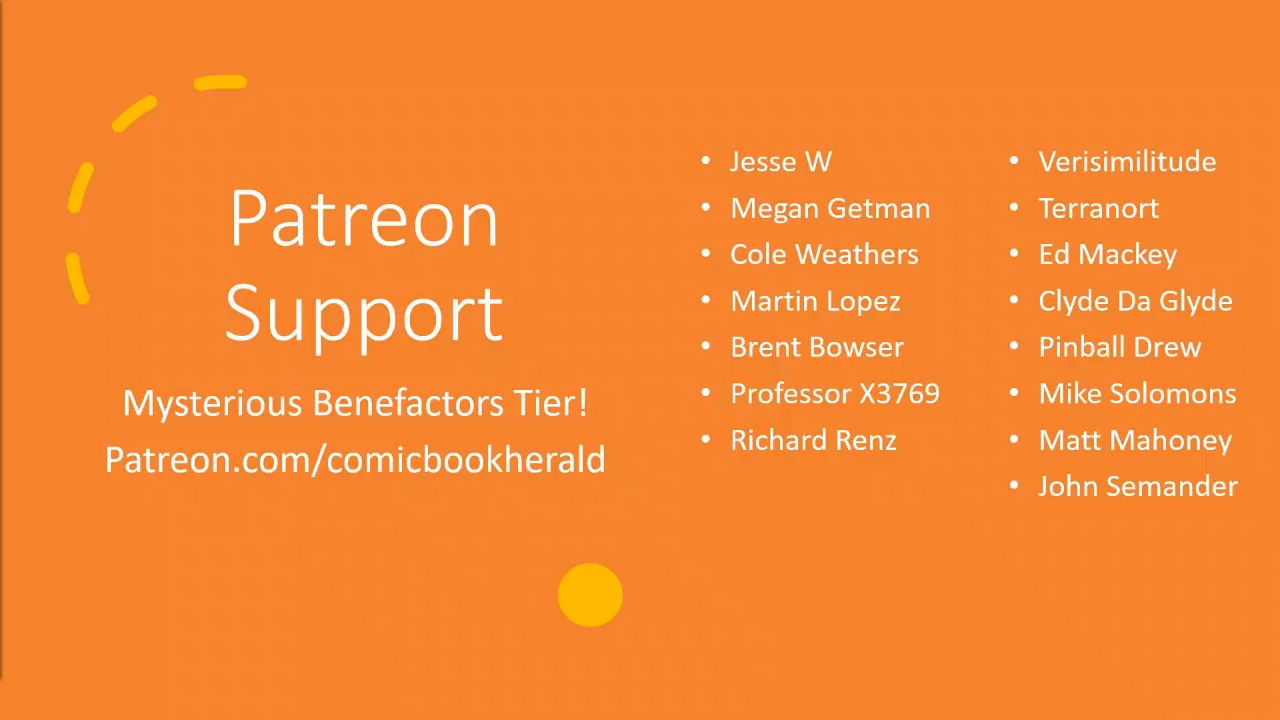 Patreon
Support
Mysterious Benefactors Tier!
Patreon.com/comicbookherald
• Jesse W
• Megan Getman
• Cole Weathers
• Martin Lopez
• Brent Bowser
• Professor X3769
• Richard Renz
• Verisimilitude
• Terranort
• Ed Mackey
• Clyde Da Glyde
• Pinball Drew
• Mike Solomons
• Matt Mahoney
• John Semander